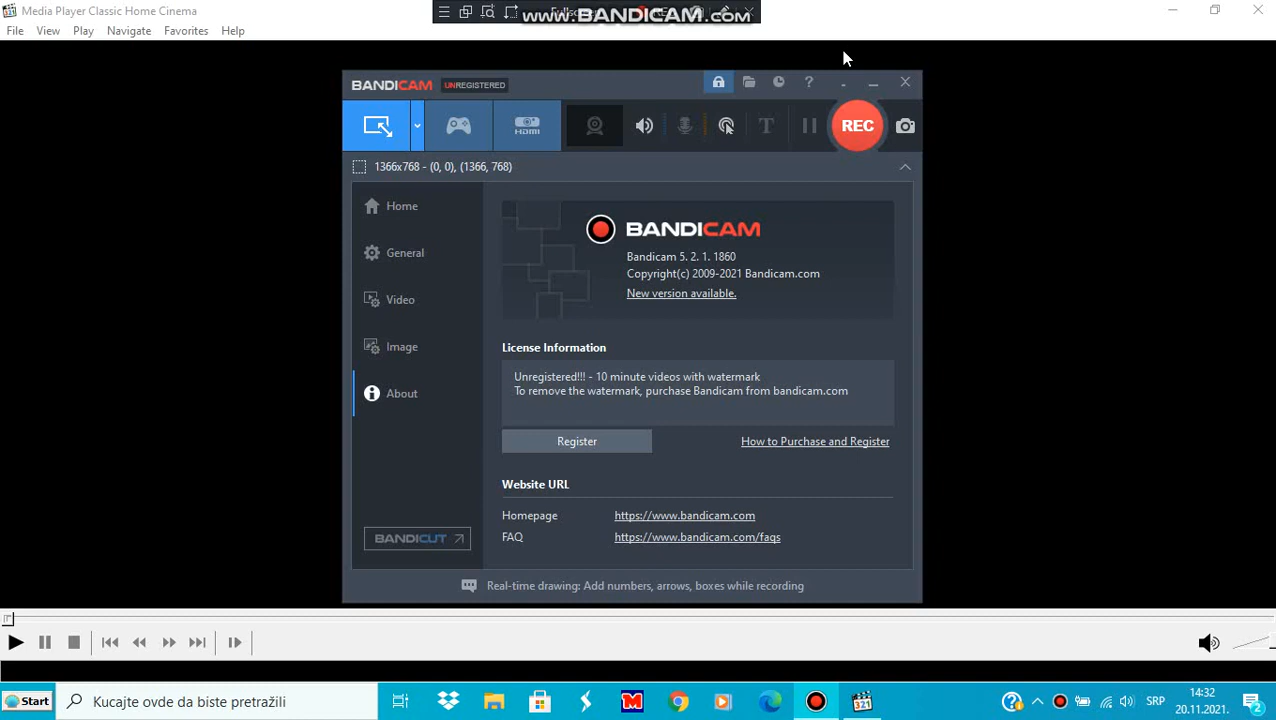 Media Player Classic Home Cinema
www.BANDICAM.com
File View Play Navigate Favorites Help
BANDICAM UNREGISTERED
HDMI
T
REC
1366x768 - (0, 0), (1366, 768)
Home
General
Video
Image
About
BANDICUT
BANDICAM
Bandicam 5. 2. 1. 1860
Copyright(c) 2009-2021 Bandicam.com
New version available.
License Information
Unregistered!!! - 10 minute videos with watermark
To remove the watermark, purchase Bandicam from bandicam.com
Register
How to Purchase and Register
Website URL
Homepage https://www.bandicam.com
FAQ https://www.bandicam.com/faqs
Real-time drawing: Add numbers, arrows, boxes while recording
Start
Kucajte ovde da biste pretražili
321
SRP
14:32
20.11.2021.
2